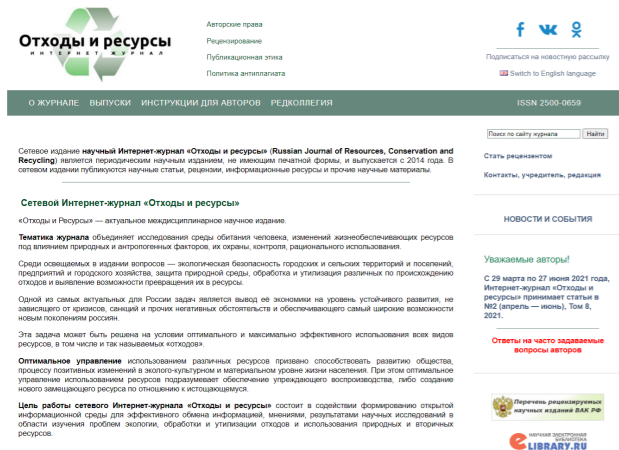 Отходы и ресурсы
ИНТЕРНЕТ ЖУРНАЛ
Авторские права
Рецензирование
Публикационная этика
Политика антиплагиата
Подписаться на новостную рассылку
Switch to English language
О ЖУРНАЛЕ ВЫПУСКИ ИНСТРУКЦИИ ДЛЯ АВТОРОВ РЕДКОЛЛЕГИЯ ISSN 2500-0659
Сетевое издание научный Интернет-журнал «Отходы и ресурсы» (Russian Journal of Resources, Conservation and
Recycling) является периодическим научным изданием, не имеющим печатной формы, и выпускается с 2014 года. В
сетевом издании публикуются научные статьи, рецензии, информационные ресурсы и прочие научные материалы.
Сетевой Интернет-журнал «Отходы и ресурсы»
«Отходы и Ресурсы» — актуальное междисциплинарное научное издание.
Тематика журнала объединяет исследования среды обитания человека, изменений жизнеобеспечивающих ресурсов
под влиянием природных и антропогенных факторов, их охраны, контроля, рационального использования.
Среди освещаемых в издании вопросов — экологическая безопасность городских и сельских территорий и поселений,
предприятий и городского хозяйства, защита природной среды, обработка и утилизация различных по происхождению
отходов и выявление возможности превращения их в ресурсы.
Одной из самых актуальных для России задач является вывод её экономики на уровень устойчивого развития, не
зависящего от кризисов, санкций и прочих негативных обстоятельств и обеспечивающего самый широкие возможности
новым поколениям россиян.
Эта задача может быть решена на условии оптимального и максимально эффективного использования всех видов
ресурсов, в том числе и так называемых «отходов».
Оптимальное управление использованием различных ресурсов призвано способствовать развитию общества,
процессу позитивных изменений в эколого-культурном и материальном уровне жизни населения. При этом оптимальное
управление использованием ресурсов подразумевает обеспечение упреждающего воспроизводства, либо создание
нового замещающего ресурса по отношению к истощающемуся.
Цель работы сетевого Интернет-журнала «Отходы и ресурсы» состоит в содействии формированию открытой
информационной среды для эффективного обмена информацией, мнениями, результатами научных исследований в
области изучения проблем экологии, обработки и утилизации отходов и использования природных и вторичных
ресурсов.
Поиск по сайту журнала Найти
Стать рецензентом
Контакты, учредитель, редакция
НОВОСТИ И СОБЫТИЯ
Уважаемые авторы!
С 29 марта по 27 июня 2021 года,
Интернет-журнал «Отходы и
ресурсы» принимает статьи в
№2 (апрель — июнь), Том 8,
2021.
Ответы на часто задаваемые
вопросы авторов
Перечень рецензируемых
научных изданий ВАК РФ
НАУЧНАЯ ЭЛЕКТРОННАЯ
БИБЛИОТЕКА
eLIBRARY.RU